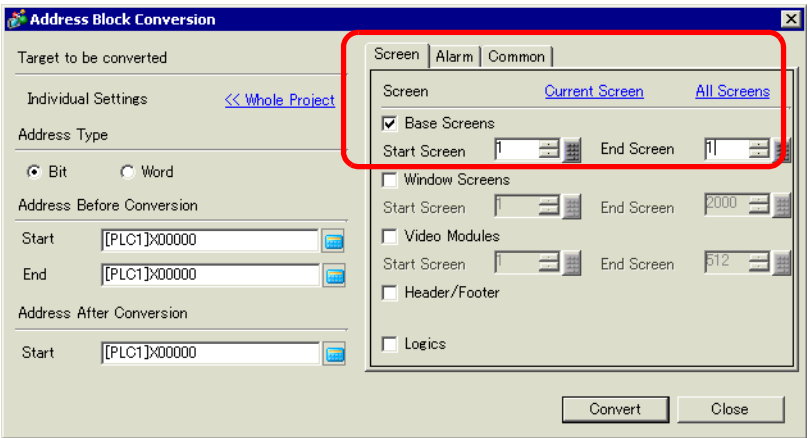 Address Block Conversion
Target to be converted
Individual Settings << Whole Project
Address Type
Bit Word
Address Before Conversion
Start [PLC1]X00000
End [PLC1]X00000
Address After Conversion
Start [PLC1]X00000
Screen Alarm Common
Screen Current Screen All Screens
Base Screens
Start Screen 1 End Screen 1
Window Screens
Start Screen 1 End Screen 2000
Video Modules
Start Screen 1 End Screen 512
Header/Footer
Logics
Convert Close